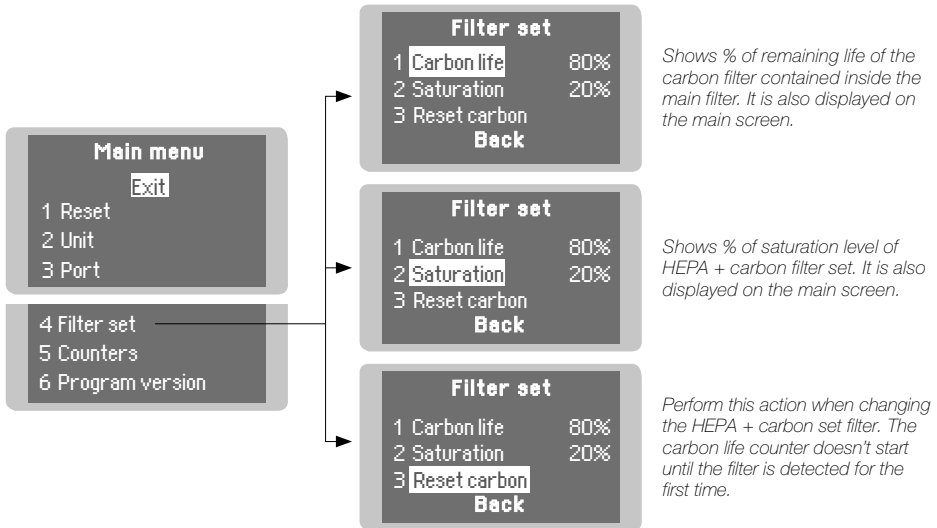 Main menu
Exit
1 Reset
2 Unit
3 Port
4 Filter set
5 Counters
6 Program version
Filter set
1 Carbon life 80%
2 Saturation 20%
3 Reset carbon
Back
Shows % of remaining life of the
carbon filter contained inside the
main filter. It is also displayed on
the main screen.
Filter set
1 Carbon life 80%
2 Saturation 20%
3 Reset carbon
Back
Shows % of saturation level of
HEPA + carbon filter set. It is also
displayed on the main screen.
Filter set
1 Carbon life 80%
2 Saturation 20%
3 Reset carbon
Back
Perform this action when changing
the HEPA + carbon set filter. The
carbon life counter doesn't start
until the filter is detected for the
first time.